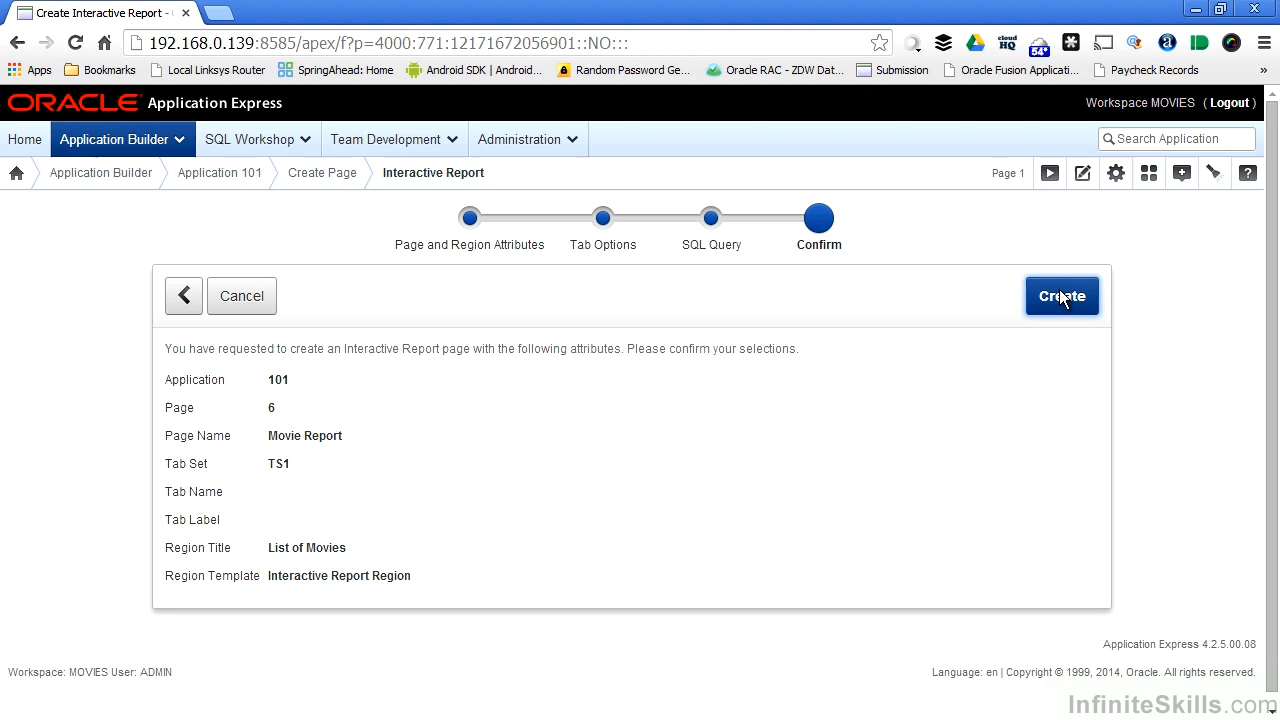 Create Interactive Report -
192.168.0.139:8585/apex/f?p=4000:771:12171672056901::NO:::
54°
cloud HQ
Apps Bookmarks Local Linksys Router SpringAhead: Home Android SDK | Android... Random Password Ge... Oracle RAC - ZDW Dat... Submission Oracle Fusion Applicati... Paycheck Records »
ORACLE Application Express
Workspace MOVIES ( Logout )
Home Application Builder SQL Workshop Team Development Administration
Search Application
Application Builder Application 101 Create Page Interactive Report
Page 1
Page and Region Attributes Tab Options SQL Query Confirm
Cancel
Create
You have requested to create an Interactive Report page with the following attributes. Please confirm your selections.
Application 101
Page 6
Page Name Movie Report
Tab Set TS1
Tab Name
Tab Label
Region Title List of Movies
Region Template Interactive Report Region
Application Express 4.2.5.00.08
Workspace: MOVIES User: ADMIN
Language: en | Copyright © 1999, 2014, Oracle. All rights reserved.
InfiniteSkills.com